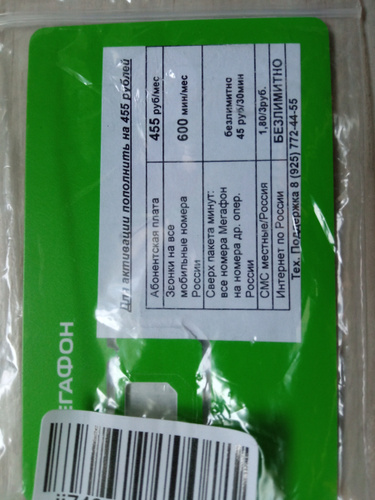 Для активации пополнить на 455 рублей
Абонентская плата 455 руб/мес
Звонки на все
мобильные номера
России 600 мин/мес
Сверх пакета минут:
все номера Мегафон безлимитно
на номера др. опер. 45 руб/30мин
России
СМС местные/Россия 1,80/3руб.
Интернет по России БЕЗЛИМИТНО
Тех. Поддержка 8 (925) 772-44-55
МЕГАФОН